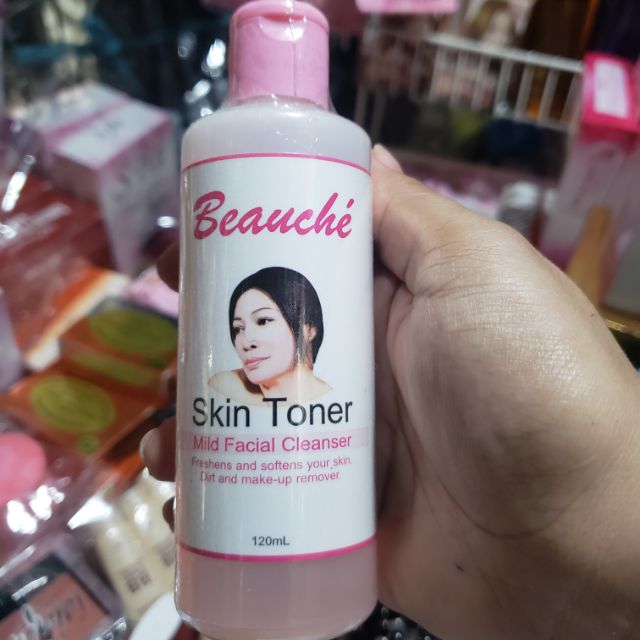 Beauché
Skin Toner
Mild Facial Cleanser
Freshens and softens your skin.
Dirt and make-up remover.
120mL